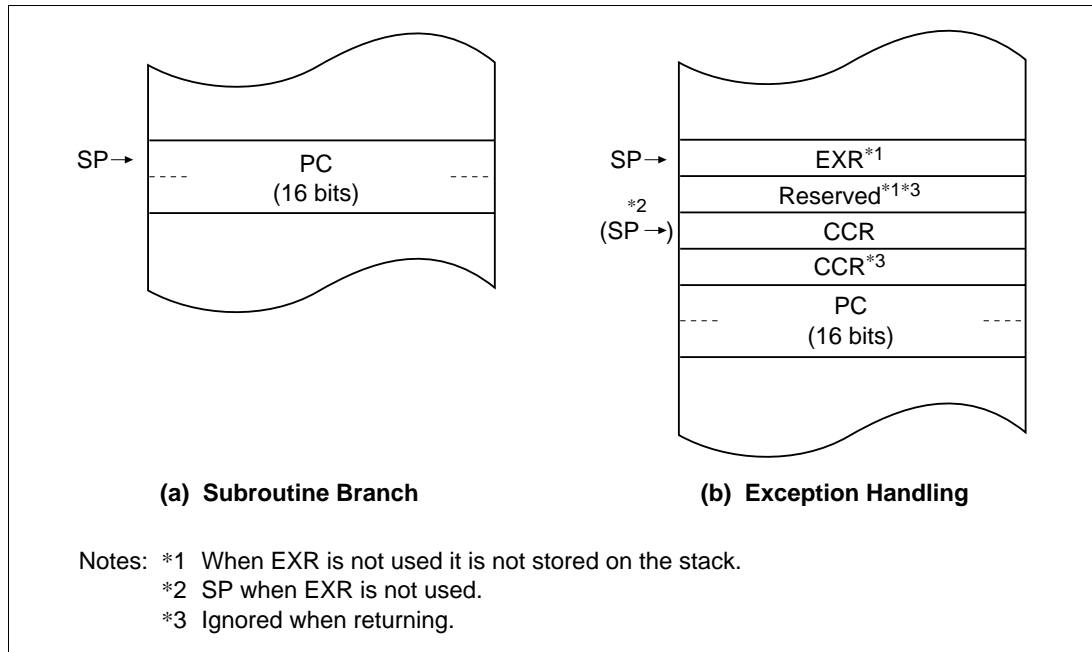 SP→
PC
(16 bits)
(a) Subroutine Branch
SP →
EXR*1
Reserved*1*3
*2
(SP →)
CCR
CCR*3
PC
(16 bits)
(b) Exception Handling
Notes: *1 When EXR is not used it is not stored on the stack.
*2 SP when EXR is not used.
*3 Ignored when returning.